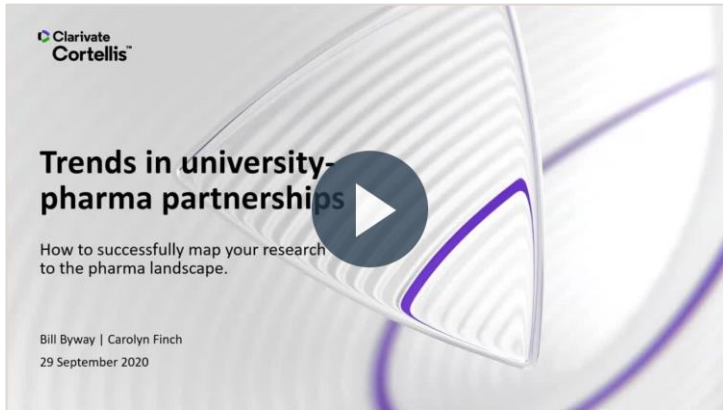 Clarivate
Cortellis™
Trends in university-
pharma partnerships
How to successfully map your research
to the pharma landscape.
Bill Byway | Carolyn Finch
29 September 2020